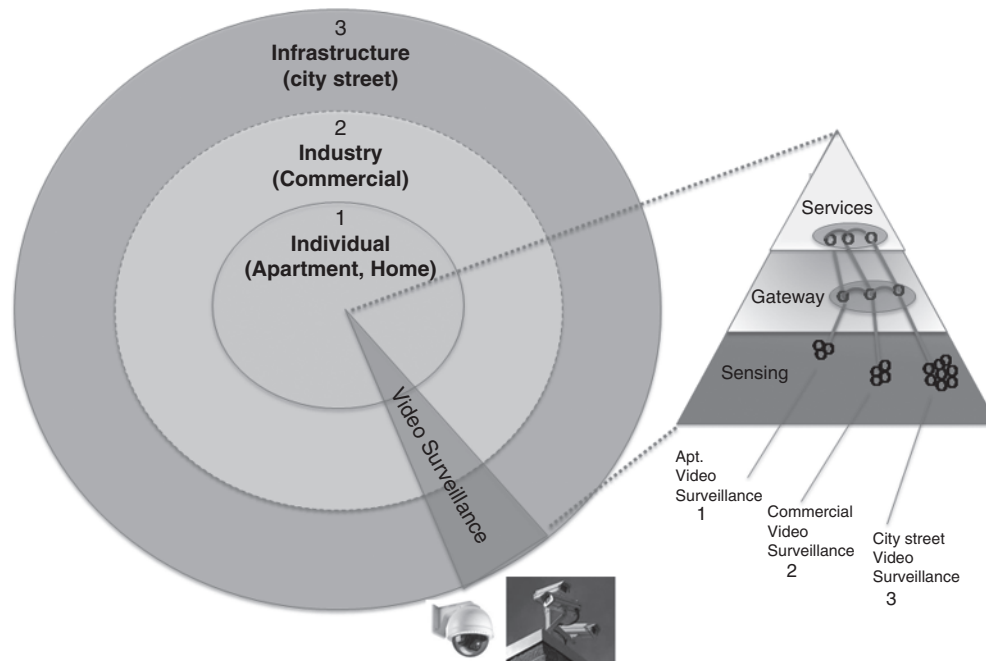 3
Infrastructure
(city street)
2
Industry
(Commercial)
1
Individual
(Apartment, Home)
Video Surveillance
Services
Gateway
Sensing
Apt.
Video
Surveillance
1
Commercial
Video
Surveillance
2
City street
Video
Surveillance
3